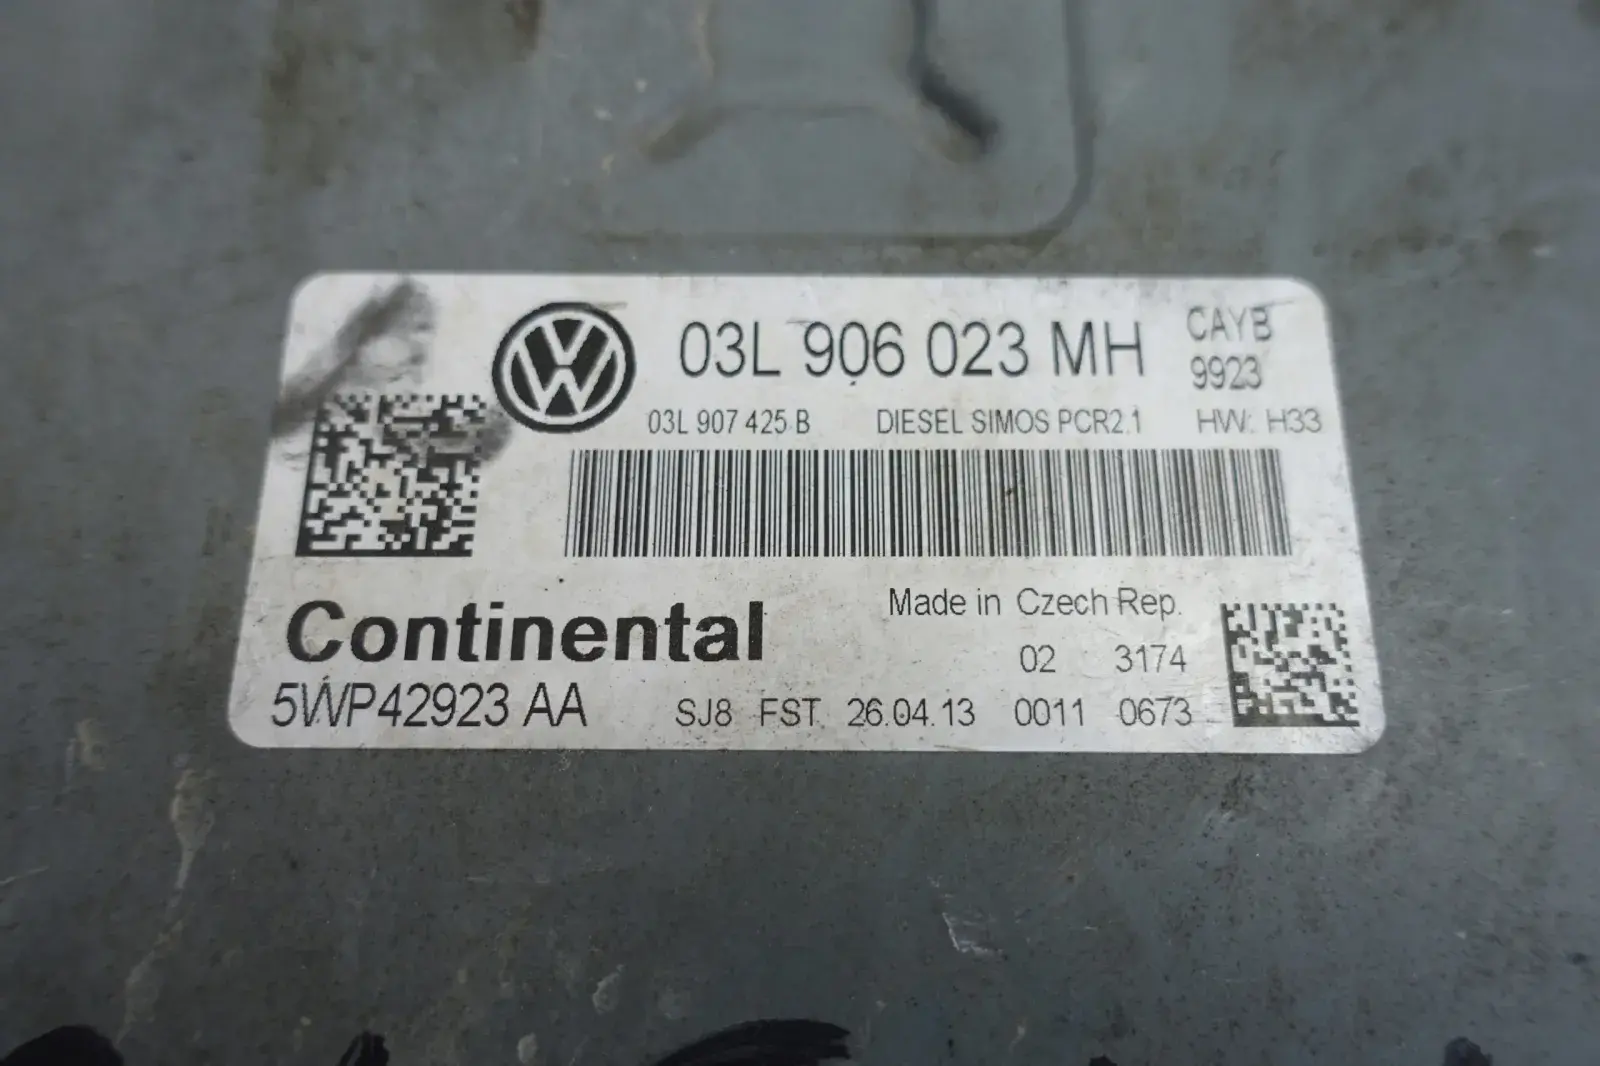 03L 906 023 MH CAYB
9923
03L 907 425 B DIESEL SIMOS PCR2.1 HW: H33
Continental Made in Czech Rep.
02 3174
5WP42923 AA SJ8 FST 26.04.13 0011 0673